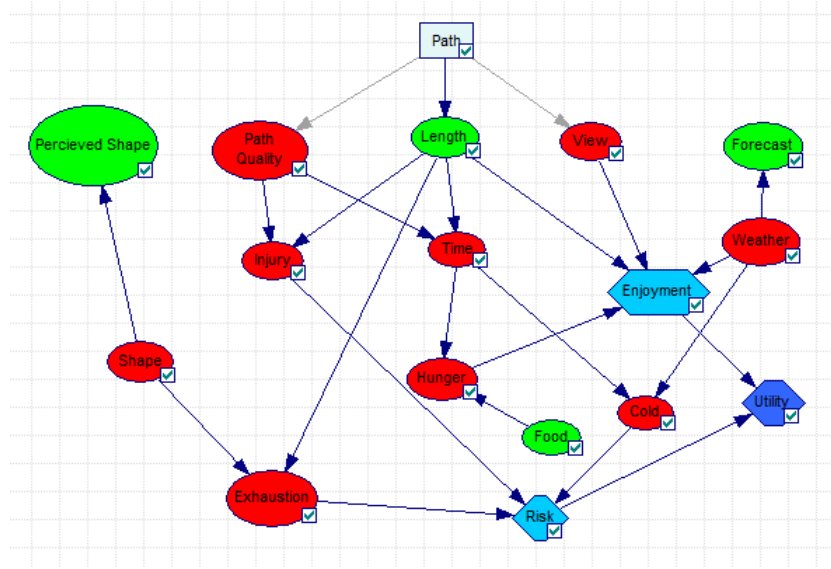 Path
Percieved Shape
Path
Quality
Length
View
Forecast
Injury
Time
Weather
Enjoyment
Shape
Hunger
Cold
Utility
Food
Exhaustion
Risk